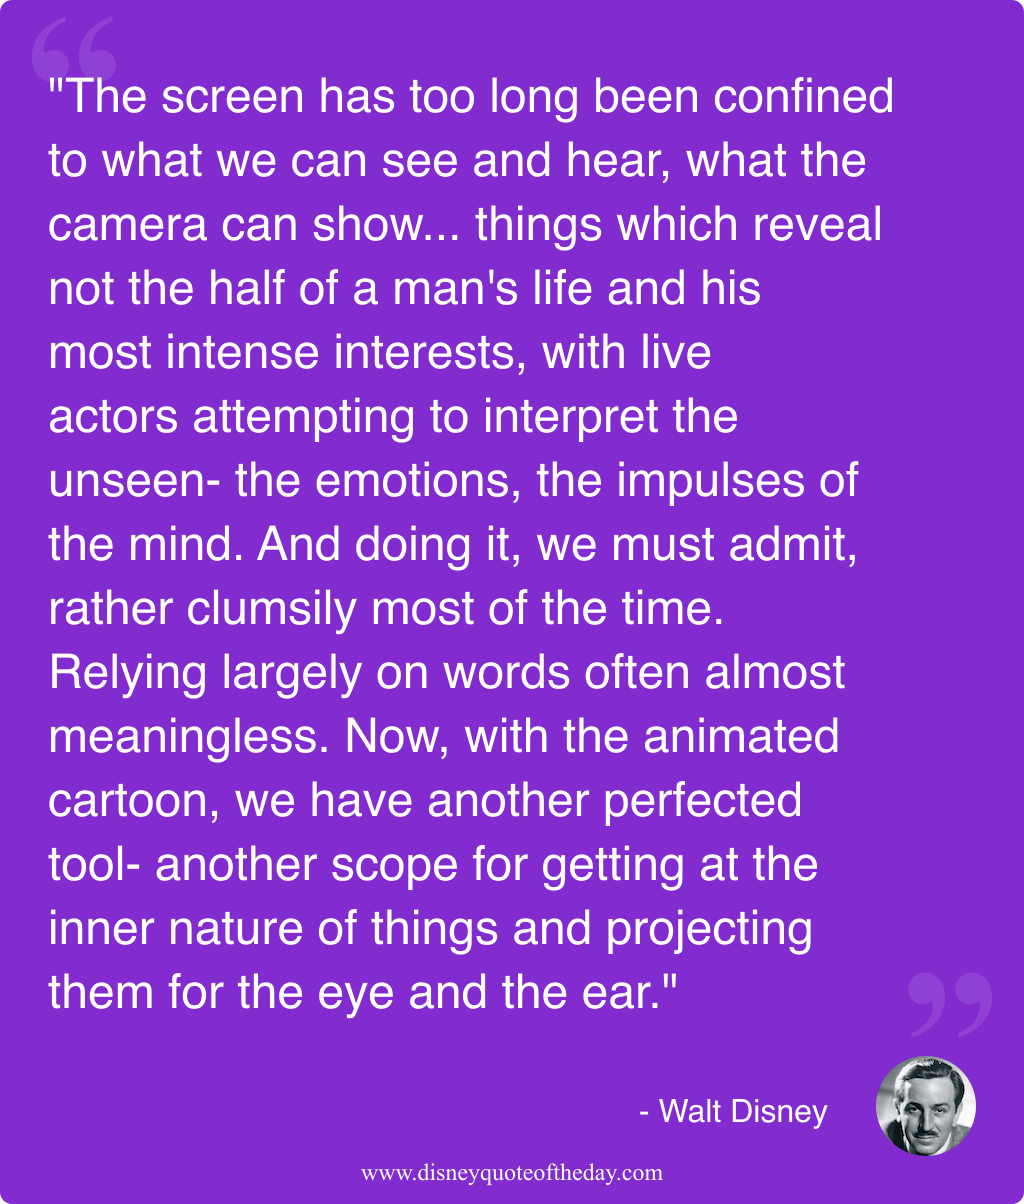 "The screen has too long been confined
to what we can see and hear, what the
camera can show... things which reveal
not the half of a man's life and his
most intense interests, with live
actors attempting to interpret the
unseen- the emotions, the impulses of
the mind. And doing it, we must admit,
rather clumsily most of the time.
Relying largely on words often almost
meaningless. Now, with the animated
cartoon, we have another perfected
tool- another scope for getting at the
inner nature of things and projecting
them for the eye and the ear."
- Walt Disney
www.disneyquoteoftheday.com